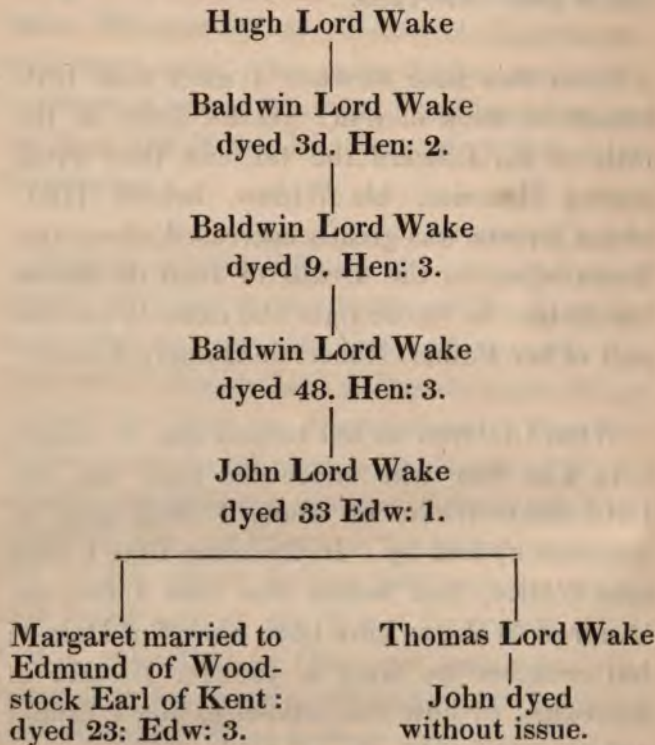 Hugh Lord Wake
Baldwin Lord Wake
dyed 3d. Hen: 2.
Baldwin Lord Wake
dyed 9. Hen: 3.
Baldwin Lord Wake
dyed 48. Hen: 3.
John Lord Wake
dyed 33 Edw: 1.
Margaret married to
Edmund of Wood-
stock Earl of Kent :
dyed 23: Edw: 3.
Thomas Lord Wake
John dyed
without issue.